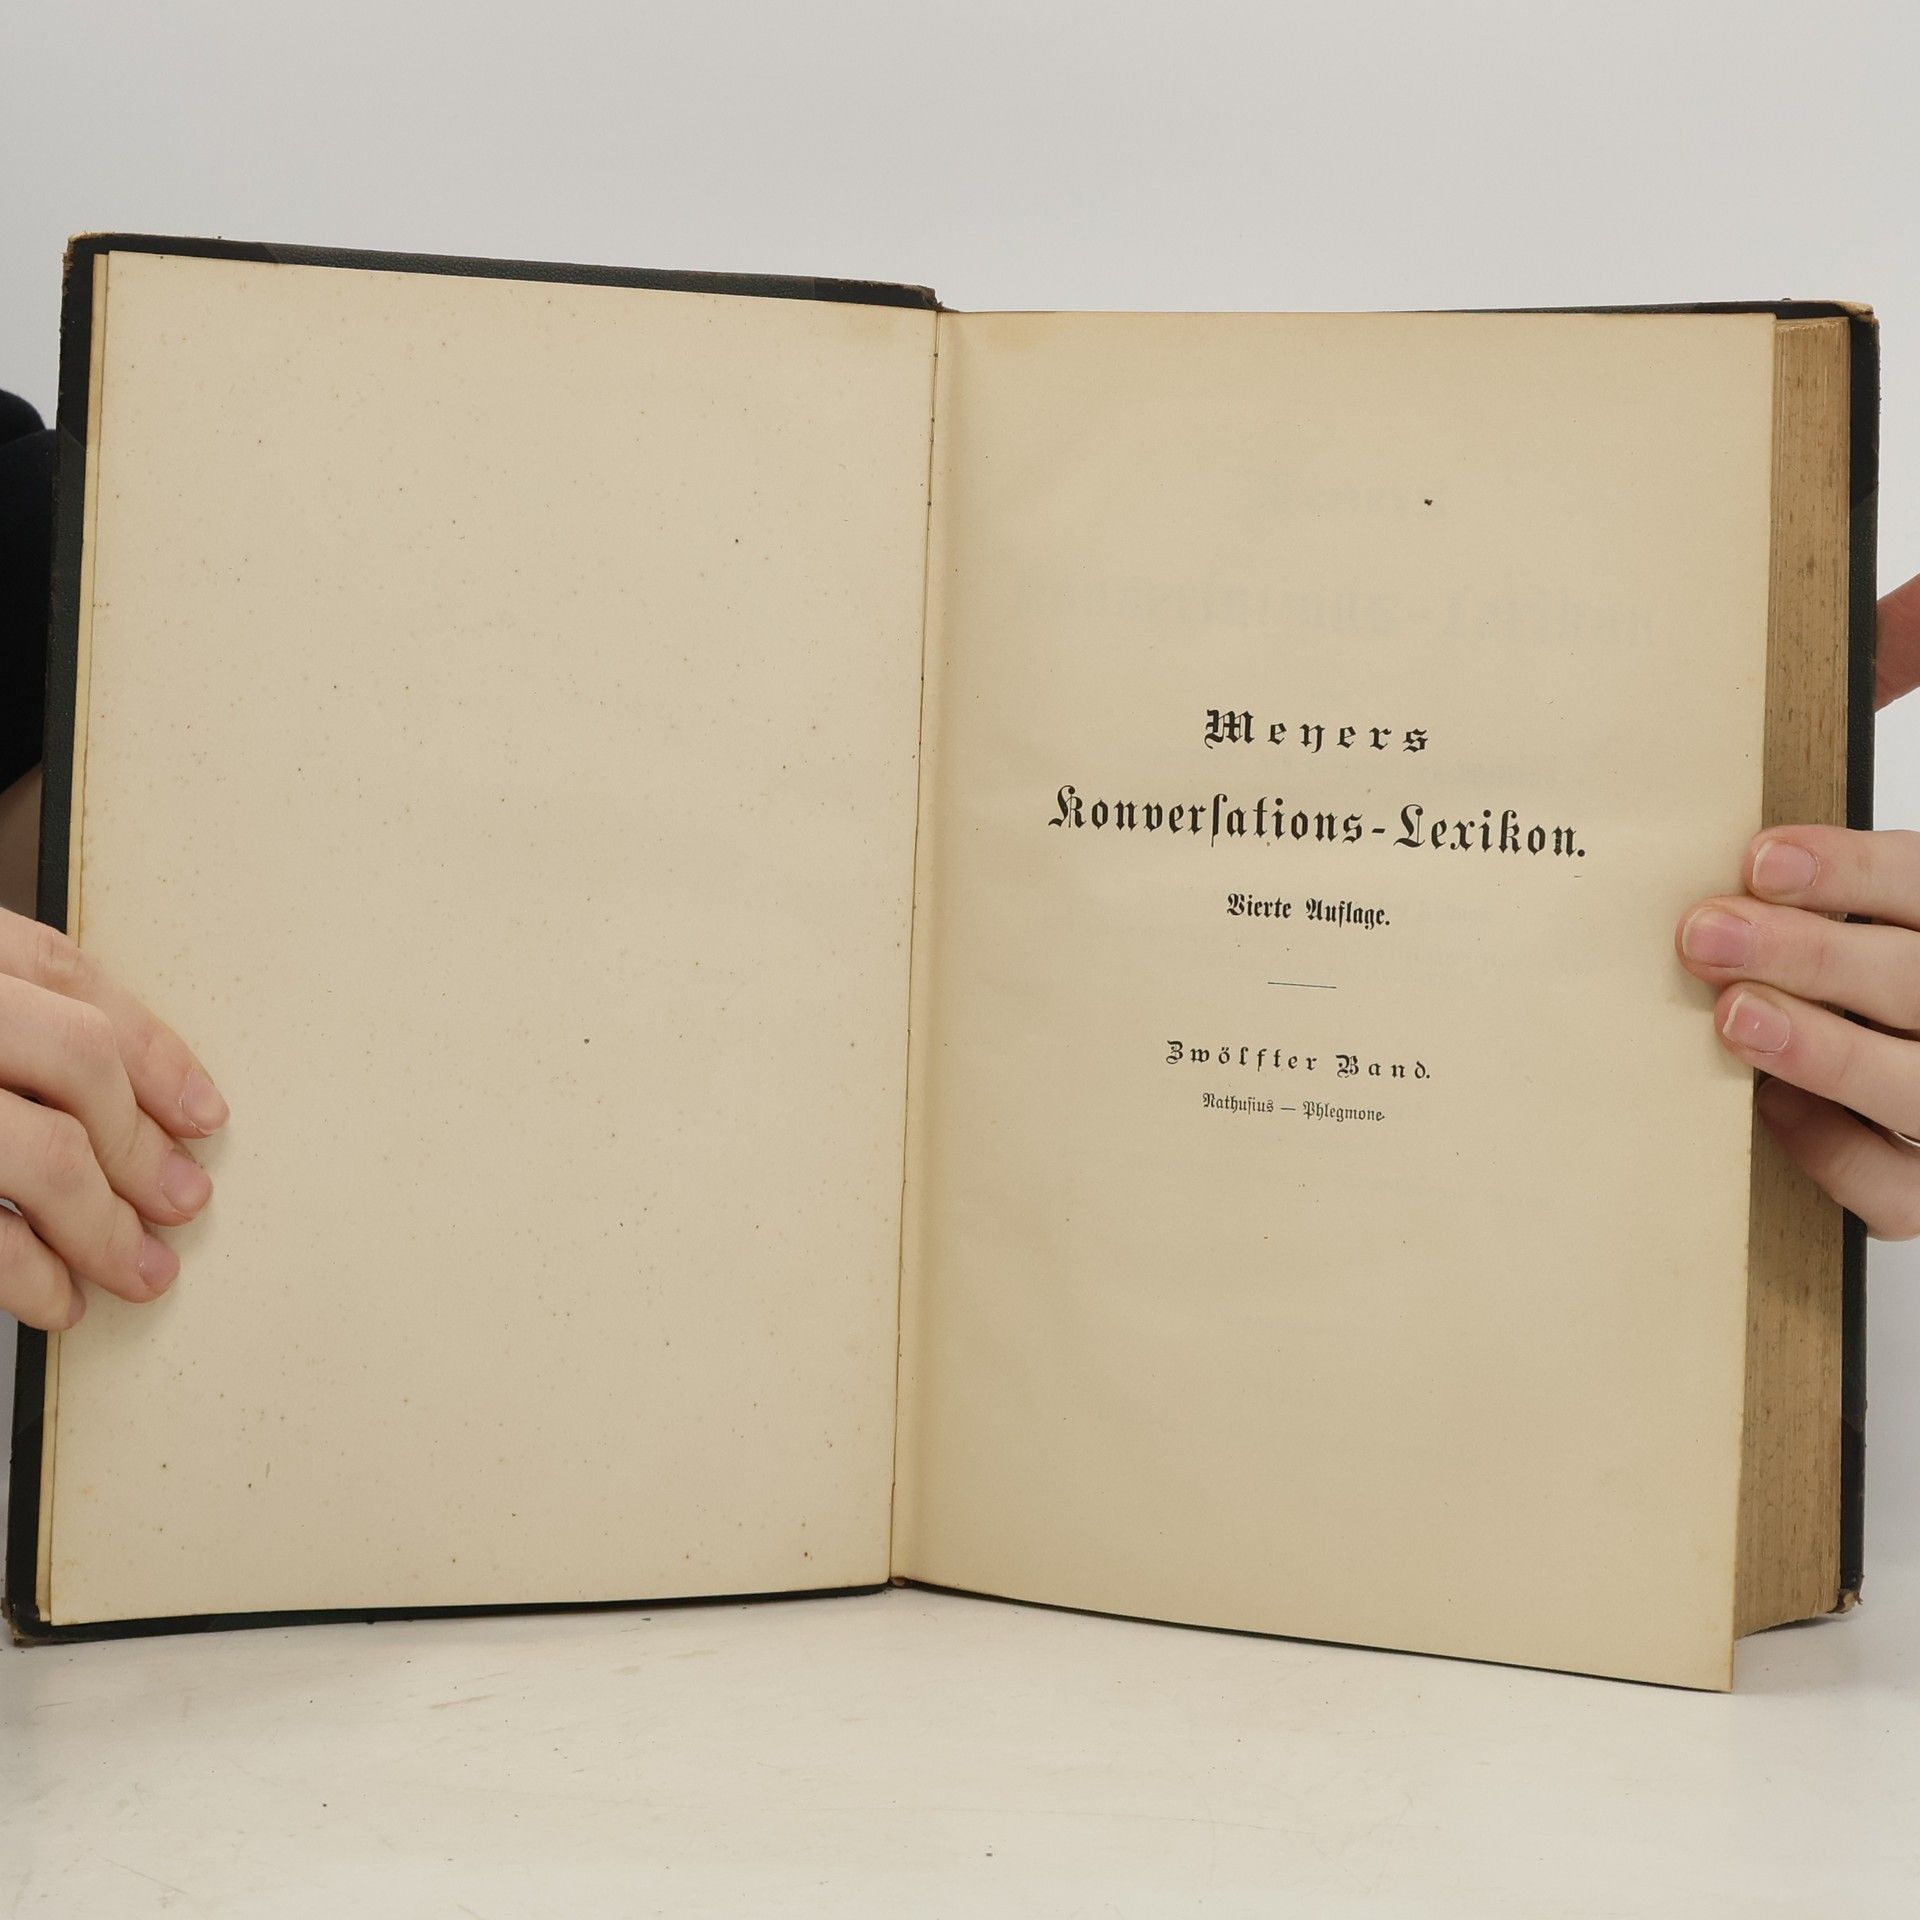 Meyers
Konverſations-Lexikon.
Vierte Auflage.
Zwölfter Band.
Nathuſius — Phlegmone.